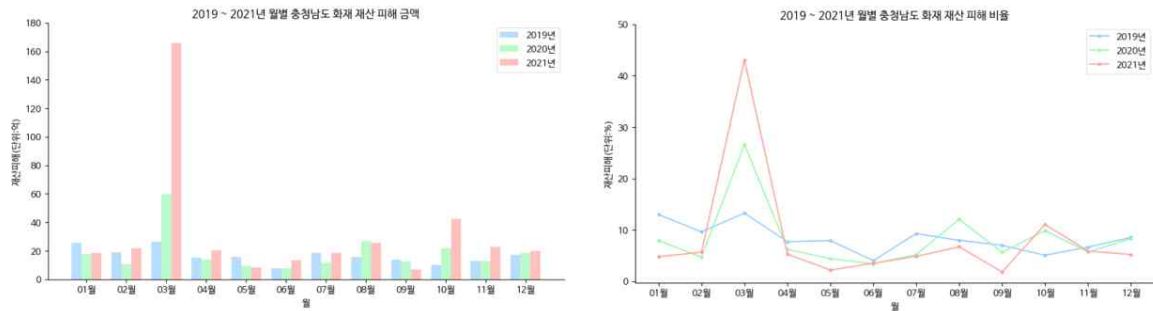 2019 ~ 2021년 월별 충청남도 화재 재산 피해 금액
180
160
140
120
100
80
60
40
20
0
재산피해(단위:억)
2019년
2020년
2021년
01월 02월 03월 04월 05월 06월 07월 08월 09월 10월 11월 12월
월
2019 ~ 2021년 월별 충청남도 화재 재산 피해 비율
50
40
30
20
10
0
재산피해(단위:%)
2019년
2020년
2021년
01월 02월 03월 04월 05월 06월 07월 08월 09월 10월 11월 12월
월